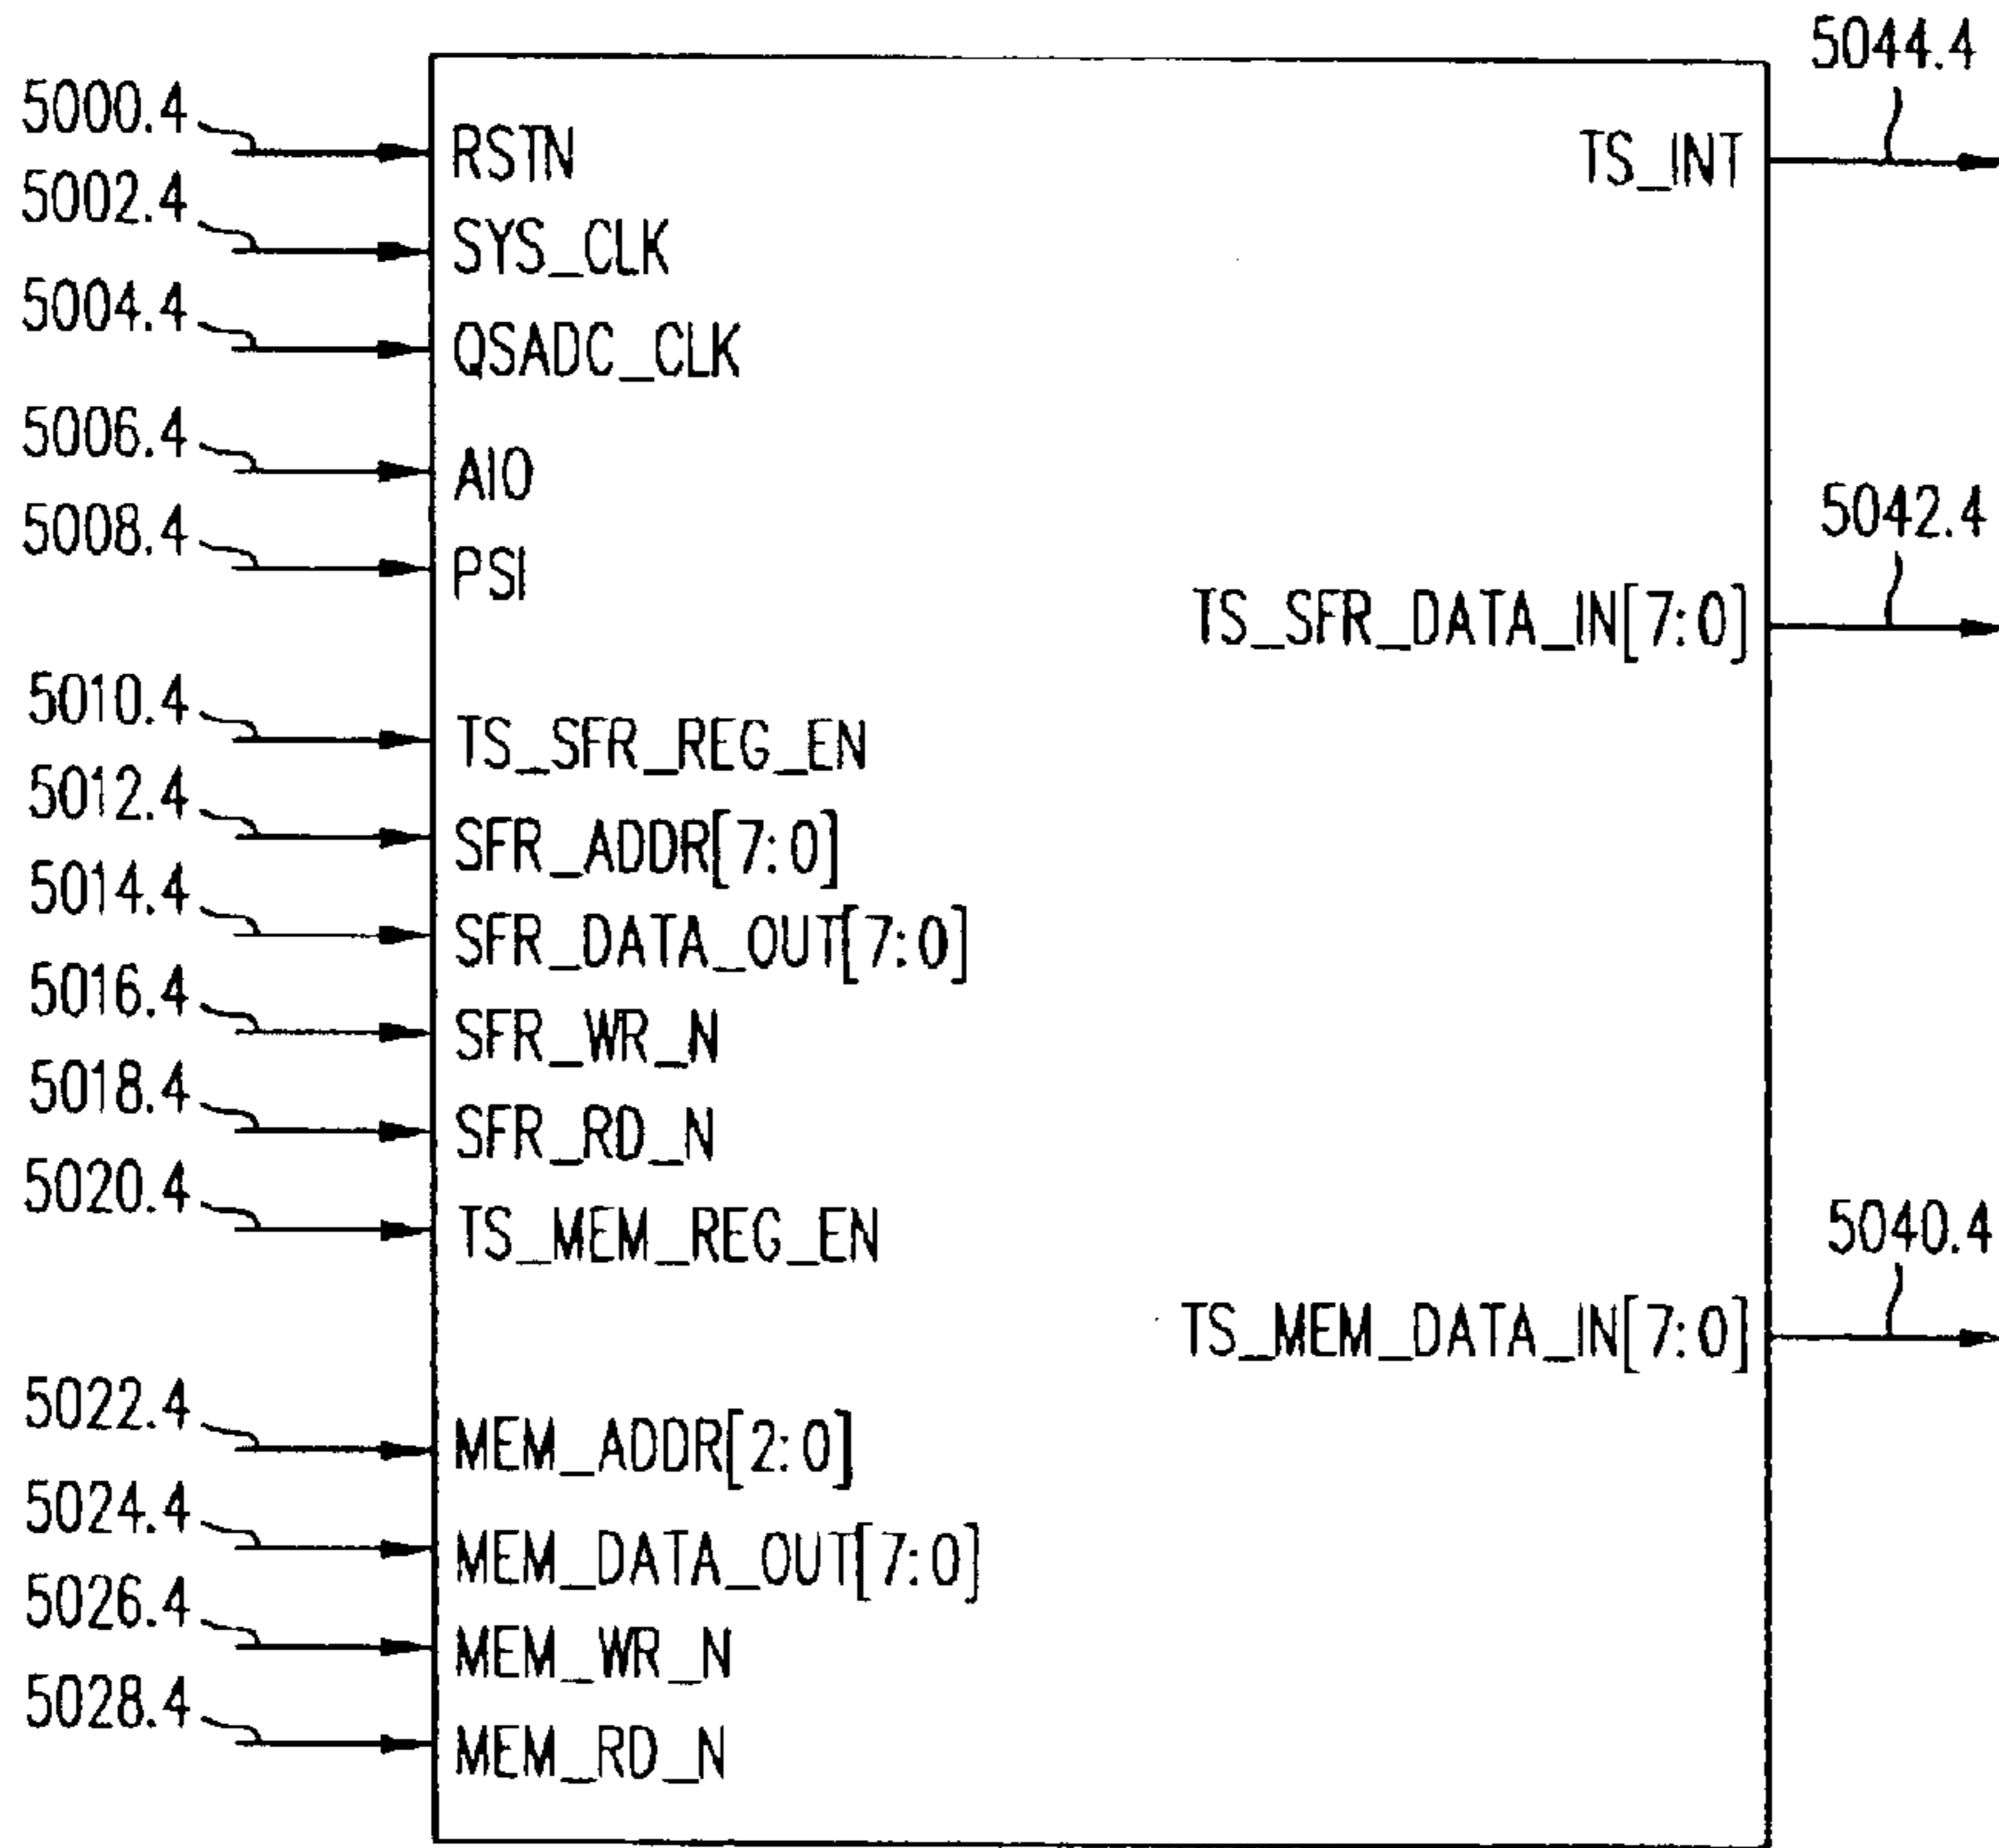 5000.4 RSTN
5002.4 SYS_CLK
5004.4 QSADC_CLK
5006.4 AIO
5008.4 PSI
5010.4 TS_SFR_REG_EN
5012.4 SFR_ADDR[7:0]
5014.4 SFR_DATA_OUT[7:0]
5016.4 SFR_WR_N
5018.4 SFR_RD_N
5020.4 TS_MEM_REG_EN
5022.4 MEM_ADDR[2:0]
5024.4 MEM_DATA_OUT[7:0]
5026.4 MEM_WR_N
5028.4 MEM_RD_N
TS_INT 5044.4
TS_SFR_DATA_IN[7:0] 5042.4
TS_MEM_DATA_IN[7:0] 5040.4